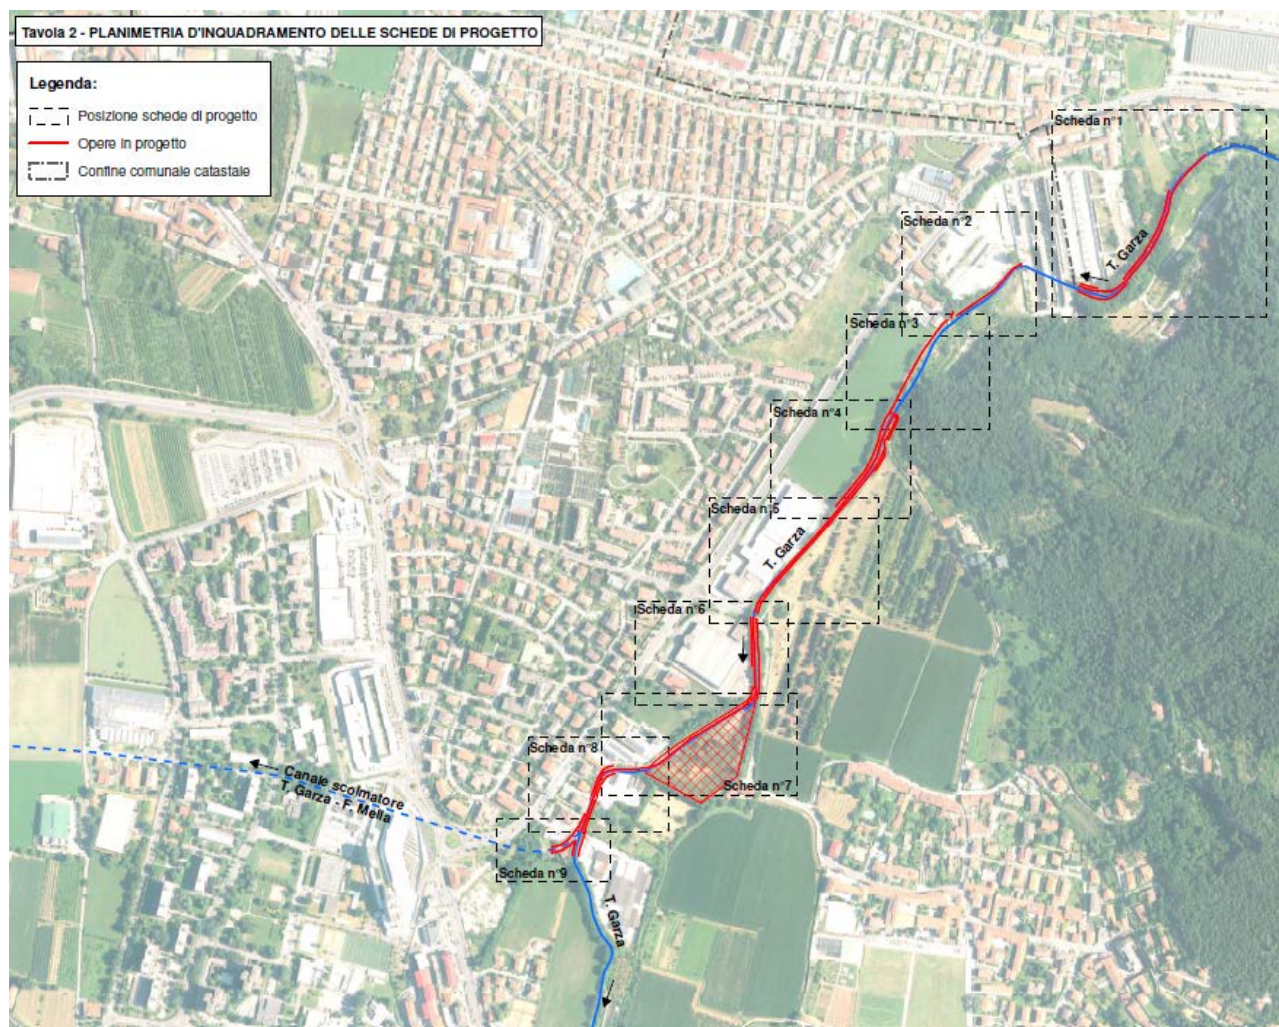 Tavola 2 - PLANIMETRIA D'INQUADRAMENTO DELLE SCHEDE DI PROGETTO
Legenda:
Posizione schede di progetto
Opere in progetto
Confine comunale catastale
Scheda n°1
T. Garza
Scheda n°2
Scheda n°3
Scheda n°4
Scheda n°5
T. Garza
Scheda n°6
Scheda n°7
Scheda n°8
Canale scolmatore
T. Garza - F. Mella
Scheda n°9
T. Garza